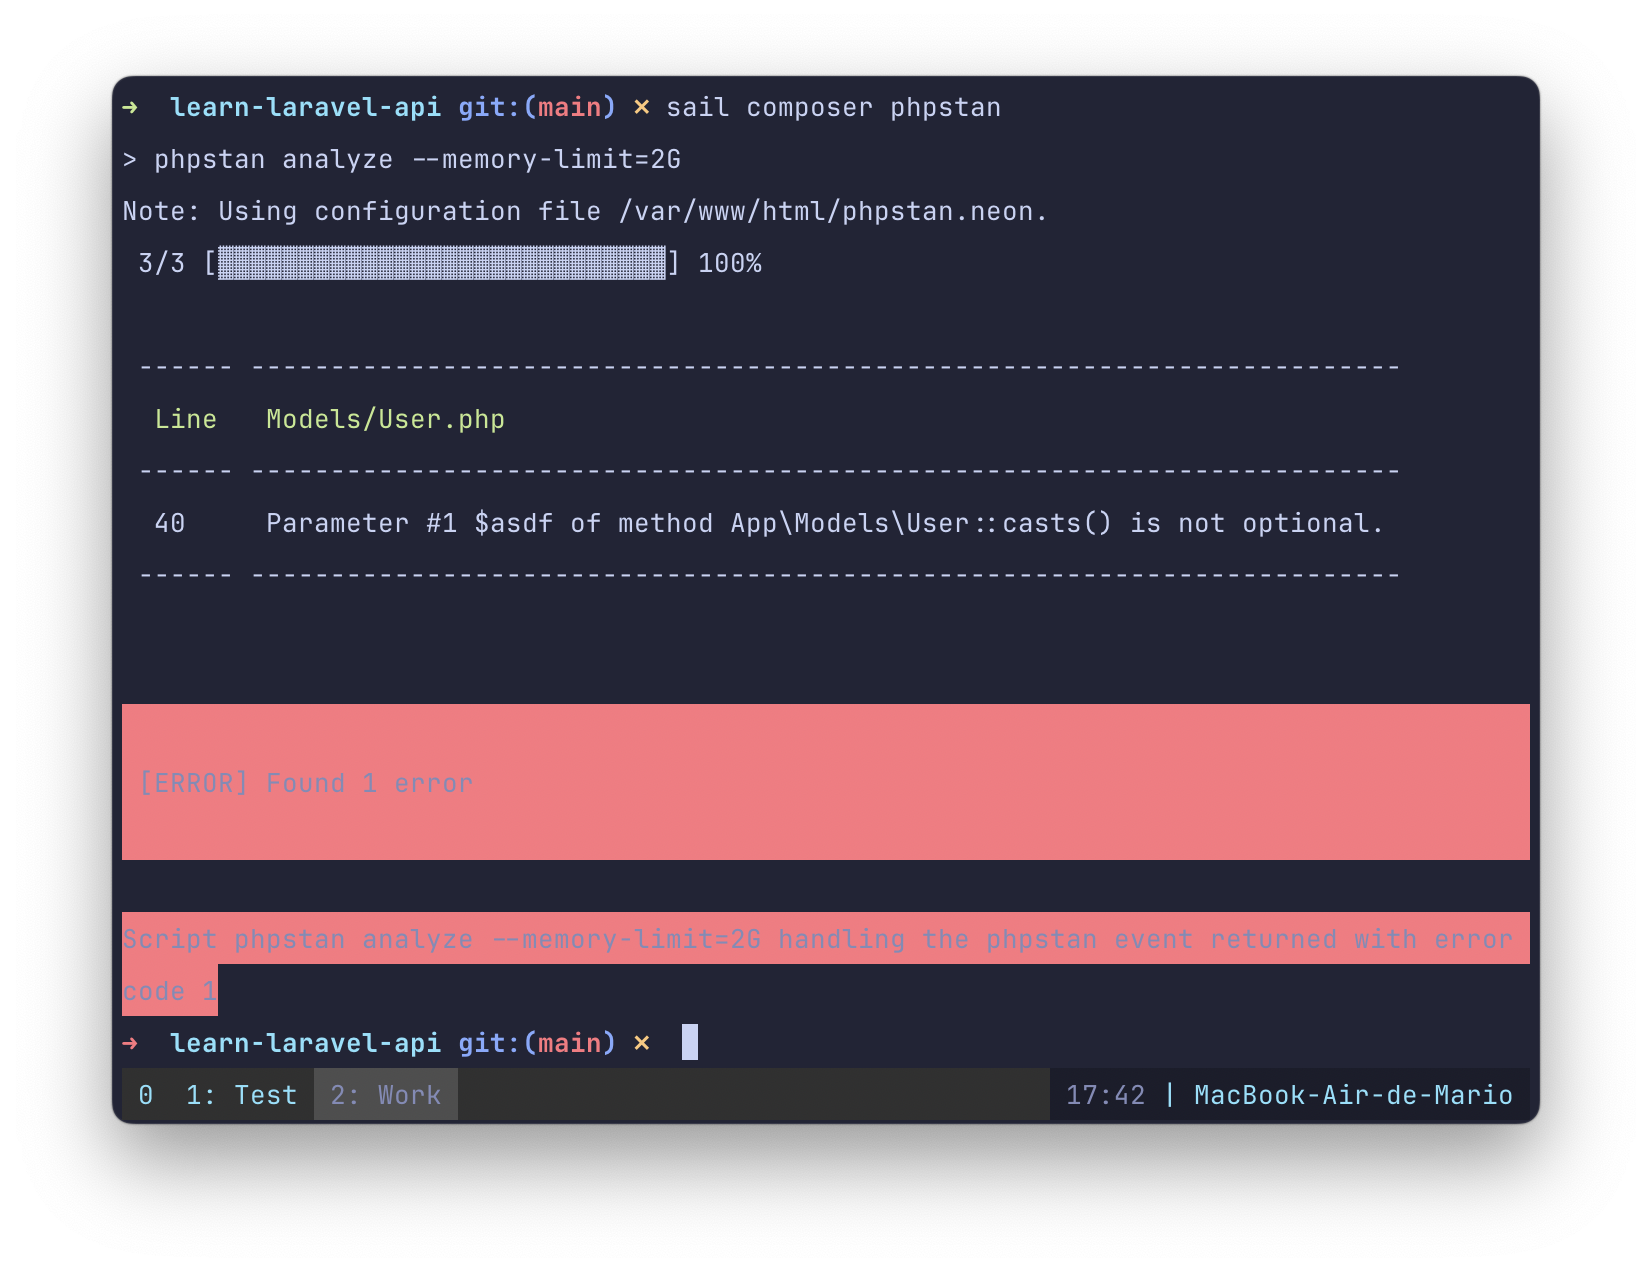 ➜  learn-laravel-api git:(main) ✗ sail composer phpstan
> phpstan analyze --memory-limit=2G
Note: Using configuration file /var/www/html/phpstan.neon.
 3/3 [▓▓▓▓▓▓▓▓▓▓▓▓▓▓▓▓▓▓▓▓▓▓▓▓▓▓▓▓] 100%
 ------ ------------------------------------------------------------------------
  Line   Models/User.php
 ------ ------------------------------------------------------------------------
  40     Parameter #1 $asdf of method App\Models\User::casts() is not optional.
 ------ ------------------------------------------------------------------------
 [ERROR] Found 1 error
Script phpstan analyze --memory-limit=2G handling the phpstan event returned with error
code 1
➜  learn-laravel-api git:(main) ✗
0  1: Test  2: Work  17:42 | MacBook-Air-de-Mario